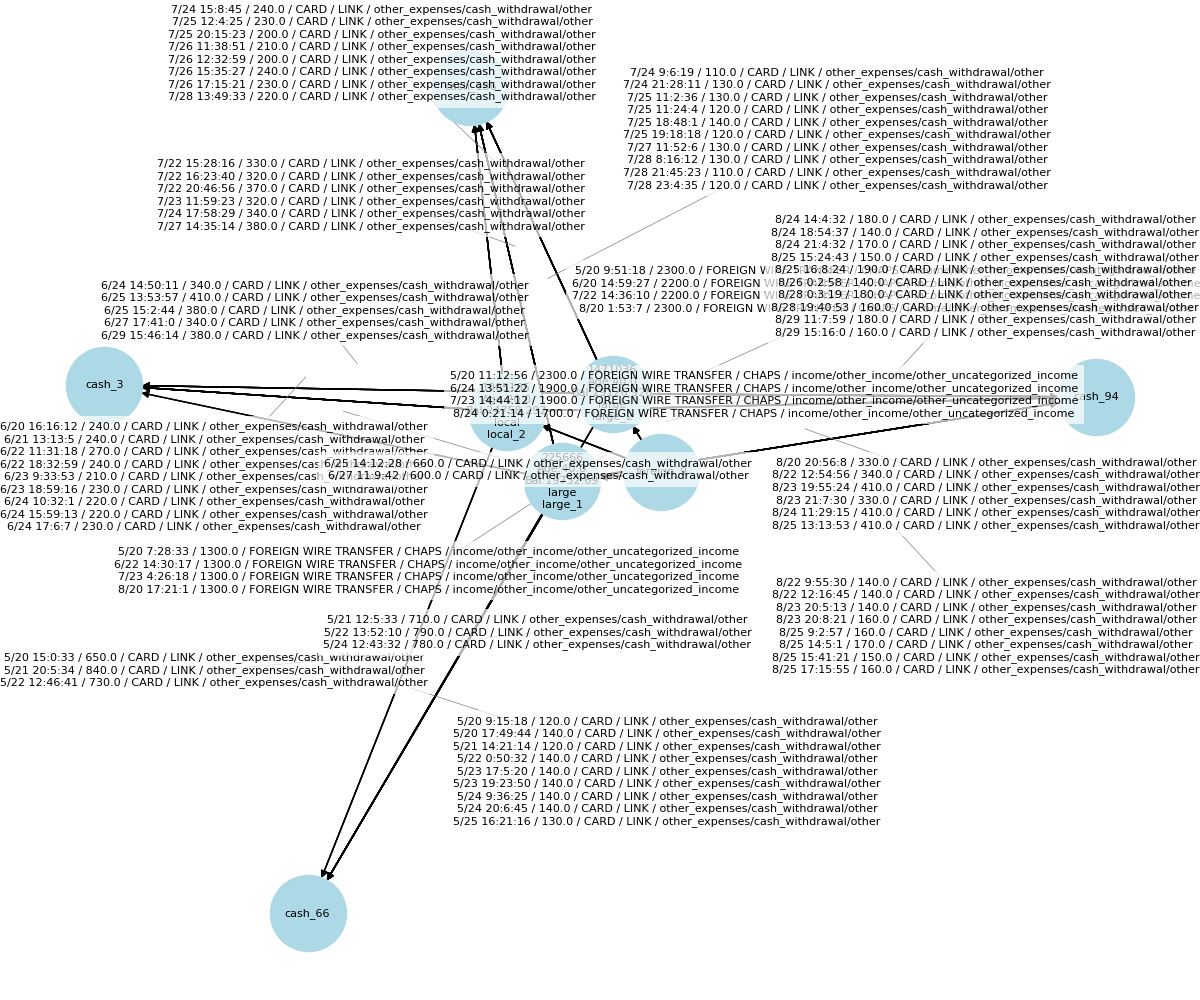 7/24 15:8:45 / 240.0 / CARD / LINK / other_expenses/cash_withdrawal/other
7/25 12:4:25 / 230.0 / CARD / LINK / other_expenses/cash_withdrawal/other
7/25 20:15:23 / 200.0 / CARD / LINK / other_expenses/cash_withdrawal/other
7/26 11:38:51 / 210.0 / CARD / LINK / other_expenses/cash_withdrawal/other
7/26 12:32:59 / 200.0 / CARD / LINK / other_expenses/cash_withdrawal/other
7/26 15:35:27 / 240.0 / CARD / LINK / other_expenses/cash_withdrawal/other
7/26 17:15:21 / 230.0 / CARD / LINK / other_expenses/cash_withdrawal/other
7/28 13:49:33 / 220.0 / CARD / LINK / other_expenses/cash_withdrawal/other
7/24 9:6:19 / 110.0 / CARD / LINK / other_expenses/cash_withdrawal/other
7/24 21:28:11 / 130.0 / CARD / LINK / other_expenses/cash_withdrawal/other
7/25 11:2:36 / 130.0 / CARD / LINK / other_expenses/cash_withdrawal/other
7/25 11:24:4 / 120.0 / CARD / LINK / other_expenses/cash_withdrawal/other
7/25 18:48:1 / 140.0 / CARD / LINK / other_expenses/cash_withdrawal/other
7/25 19:18:18 / 120.0 / CARD / LINK / other_expenses/cash_withdrawal/other
7/27 11:52:6 / 130.0 / CARD / LINK / other_expenses/cash_withdrawal/other
7/28 8:16:12 / 130.0 / CARD / LINK / other_expenses/cash_withdrawal/other
7/28 21:45:23 / 110.0 / CARD / LINK / other_expenses/cash_withdrawal/other
7/28 23:4:35 / 120.0 / CARD / LINK / other_expenses/cash_withdrawal/other
7/22 15:28:16 / 330.0 / CARD / LINK / other_expenses/cash_withdrawal/other
7/22 16:23:40 / 320.0 / CARD / LINK / other_expenses/cash_withdrawal/other
7/22 20:46:56 / 370.0 / CARD / LINK / other_expenses/cash_withdrawal/other
7/23 11:59:23 / 320.0 / CARD / LINK / other_expenses/cash_withdrawal/other
7/24 17:58:29 / 340.0 / CARD / LINK / other_expenses/cash_withdrawal/other
7/27 14:35:14 / 380.0 / CARD / LINK / other_expenses/cash_withdrawal/other
8/24 14:4:32 / 180.0 / CARD / LINK / other_expenses/cash_withdrawal/other
8/24 18:54:37 / 140.0 / CARD / LINK / other_expenses/cash_withdrawal/other
8/24 21:4:32 / 170.0 / CARD / LINK / other_expenses/cash_withdrawal/other
8/25 15:24:43 / 150.0 / CARD / LINK / other_expenses/cash_withdrawal/other
8/25 16:8:24 / 190.0 / CARD / LINK / other_expenses/cash_withdrawal/other
8/26 0:2:58 / 140.0 / CARD / LINK / other_expenses/cash_withdrawal/other
8/28 0:3:19 / 180.0 / CARD / LINK / other_expenses/cash_withdrawal/other
8/28 19:40:53 / 160.0 / CARD / LINK / other_expenses/cash_withdrawal/other
8/29 11:7:59 / 180.0 / CARD / LINK / other_expenses/cash_withdrawal/other
8/29 15:16:0 / 160.0 / CARD / LINK / other_expenses/cash_withdrawal/other
5/20 9:51:18 / 2300.0 / FOREIGN
6/20 14:59:27 / 2200.0 / FOREIGN
7/22 14:36:10 / 2200.0 / FOREIGN
8/20 1:53:7 / 2300.0 / FOREIGN
6/24 14:50:11 / 340.0 / CARD / LINK / other_expenses/cash_withdrawal/other
6/25 13:53:57 / 410.0 / CARD / LINK / other_expenses/cash_withdrawal/other
6/25 15:2:44 / 380.0 / CARD / LINK / other_expenses/cash_withdrawal/other
6/27 17:41:0 / 340.0 / CARD / LINK / other_expenses/cash_withdrawal/other
6/29 15:46:14 / 380.0 / CARD / LINK / other_expenses/cash_withdrawal/other
cash_3
5/20 11:12:56 / 2300.0 / FOREIGN WIRE TRANSFER / CHAPS / income/other_income/other_uncategorized_income
6/24 13:51:22 / 1900.0 / FOREIGN WIRE TRANSFER / CHAPS / income/other_income/other_uncategorized_income
7/23 14:44:12 / 1900.0 / FOREIGN WIRE TRANSFER / CHAPS / income/other_income/other_uncategorized_income
8/24 0:21:14 / 1700.0 / FOREIGN WIRE TRANSFER / CHAPS / income/other_income/other_uncategorized_income
cash_94
local
local_2
6/20 16:16:12 / 240.0 / CARD / LINK / other_expenses/cash_withdrawal/other
6/21 13:13:5 / 240.0 / CARD / LINK / other_expenses/cash_withdrawal/other
6/22 11:31:18 / 270.0 / CARD / LINK / other_expenses/cash_withdrawal/other
6/22 18:32:59 / 240.0 / CARD / LINK / other_expenses/cash_withdrawal/other
6/23 9:33:53 / 210.0 / CARD / LINK / other_expenses/cash
6/23 18:59:16 / 230.0 / CARD / LINK / other_expenses/cash_withdrawal/other
6/24 10:32:1 / 220.0 / CARD / LINK / other_expenses/cash_withdrawal/other
6/24 15:59:13 / 220.0 / CARD / LINK / other_expenses/cash_withdrawal/other
6/24 17:6:7 / 230.0 / CARD / LINK / other_expenses/cash_withdrawal/other
6/25 14:12:28 / 660.0 / CARD / LINK / other_expenses/cash_withdrawal/other
6/27 11:9:42 / 600.0 / CARD / LINK / other_expenses/cash_withdrawal/other
225666
large
large_1
8/20 20:56:8 / 330.0 / CARD / LINK / other_expenses/cash_withdrawal/other
8/22 12:54:56 / 340.0 / CARD / LINK / other_expenses/cash_withdrawal/other
8/23 19:55:24 / 410.0 / CARD / LINK / other_expenses/cash_withdrawal/other
8/23 21:7:30 / 330.0 / CARD / LINK / other_expenses/cash_withdrawal/other
8/24 11:29:15 / 410.0 / CARD / LINK / other_expenses/cash_withdrawal/other
8/25 13:13:53 / 410.0 / CARD / LINK / other_expenses/cash_withdrawal/other
5/20 7:28:33 / 1300.0 / FOREIGN WIRE TRANSFER / CHAPS / income/other_income/other_uncategorized_income
6/22 14:30:17 / 1300.0 / FOREIGN WIRE TRANSFER / CHAPS / income/other_income/other_uncategorized_income
7/23 4:26:18 / 1300.0 / FOREIGN WIRE TRANSFER / CHAPS / income/other_income/other_uncategorized_income
8/20 17:21:1 / 1300.0 / FOREIGN WIRE TRANSFER / CHAPS / income/other_income/other_uncategorized_income
8/22 9:55:30 / 140.0 / CARD / LINK / other_expenses/cash_withdrawal/other
8/22 12:16:45 / 140.0 / CARD / LINK / other_expenses/cash_withdrawal/other
8/23 20:5:13 / 140.0 / CARD / LINK / other_expenses/cash_withdrawal/other
8/23 20:8:21 / 160.0 / CARD / LINK / other_expenses/cash_withdrawal/other
8/25 9:2:57 / 160.0 / CARD / LINK / other_expenses/cash_withdrawal/other
8/25 14:5:1 / 170.0 / CARD / LINK / other_expenses/cash_withdrawal/other
8/25 15:41:21 / 150.0 / CARD / LINK / other_expenses/cash_withdrawal/other
8/25 17:15:55 / 160.0 / CARD / LINK / other_expenses/cash_withdrawal/other
5/21 12:5:33 / 710.0 / CARD / LINK / other_expenses/cash_withdrawal/other
5/22 13:52:10 / 790.0 / CARD / LINK / other_expenses/cash_withdrawal/other
5/24 12:43:32 / 780.0 / CARD / LINK / other_expenses/cash_withdrawal/other
5/20 15:0:33 / 650.0 / CARD / LINK / other_expenses/cash_withdrawal/other
5/21 20:5:34 / 840.0 / CARD / LINK / other_expenses/cash_withdrawal/other
5/22 12:46:41 / 730.0 / CARD / LINK / other_expenses/cash_withdrawal/other
5/20 9:15:18 / 120.0 / CARD / LINK / other_expenses/cash_withdrawal/other
5/20 17:49:44 / 140.0 / CARD / LINK / other_expenses/cash_withdrawal/other
5/21 14:21:14 / 120.0 / CARD / LINK / other_expenses/cash_withdrawal/other
5/22 0:50:32 / 140.0 / CARD / LINK / other_expenses/cash_withdrawal/other
5/23 17:5:20 / 140.0 / CARD / LINK / other_expenses/cash_withdrawal/other
5/23 19:23:50 / 140.0 / CARD / LINK / other_expenses/cash_withdrawal/other
5/24 9:36:25 / 140.0 / CARD / LINK / other_expenses/cash_withdrawal/other
5/24 20:6:45 / 140.0 / CARD / LINK / other_expenses/cash_withdrawal/other
5/25 16:21:16 / 130.0 / CARD / LINK / other_expenses/cash_withdrawal/other
cash_66